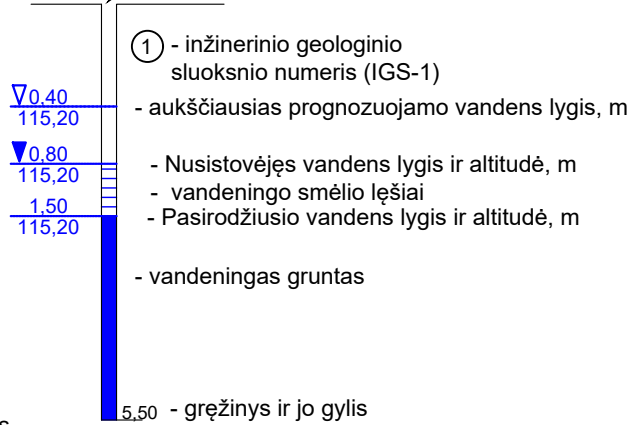 1 - inžinerinio geologinio
sluoksnio numeris (IGS-1)
0,40
115,20
- aukščiausias prognozuojamo vandens lygis, m
0,80
115,20
- Nusistovėjęs vandens lygis ir altitudė, m
- vandeningo smėlio lęšiai
1,50
115,20
- Pasirodžiusio vandens lygis ir altitudė, m
- vandeningas gruntas
5,50 - gręžinys ir jo gylis